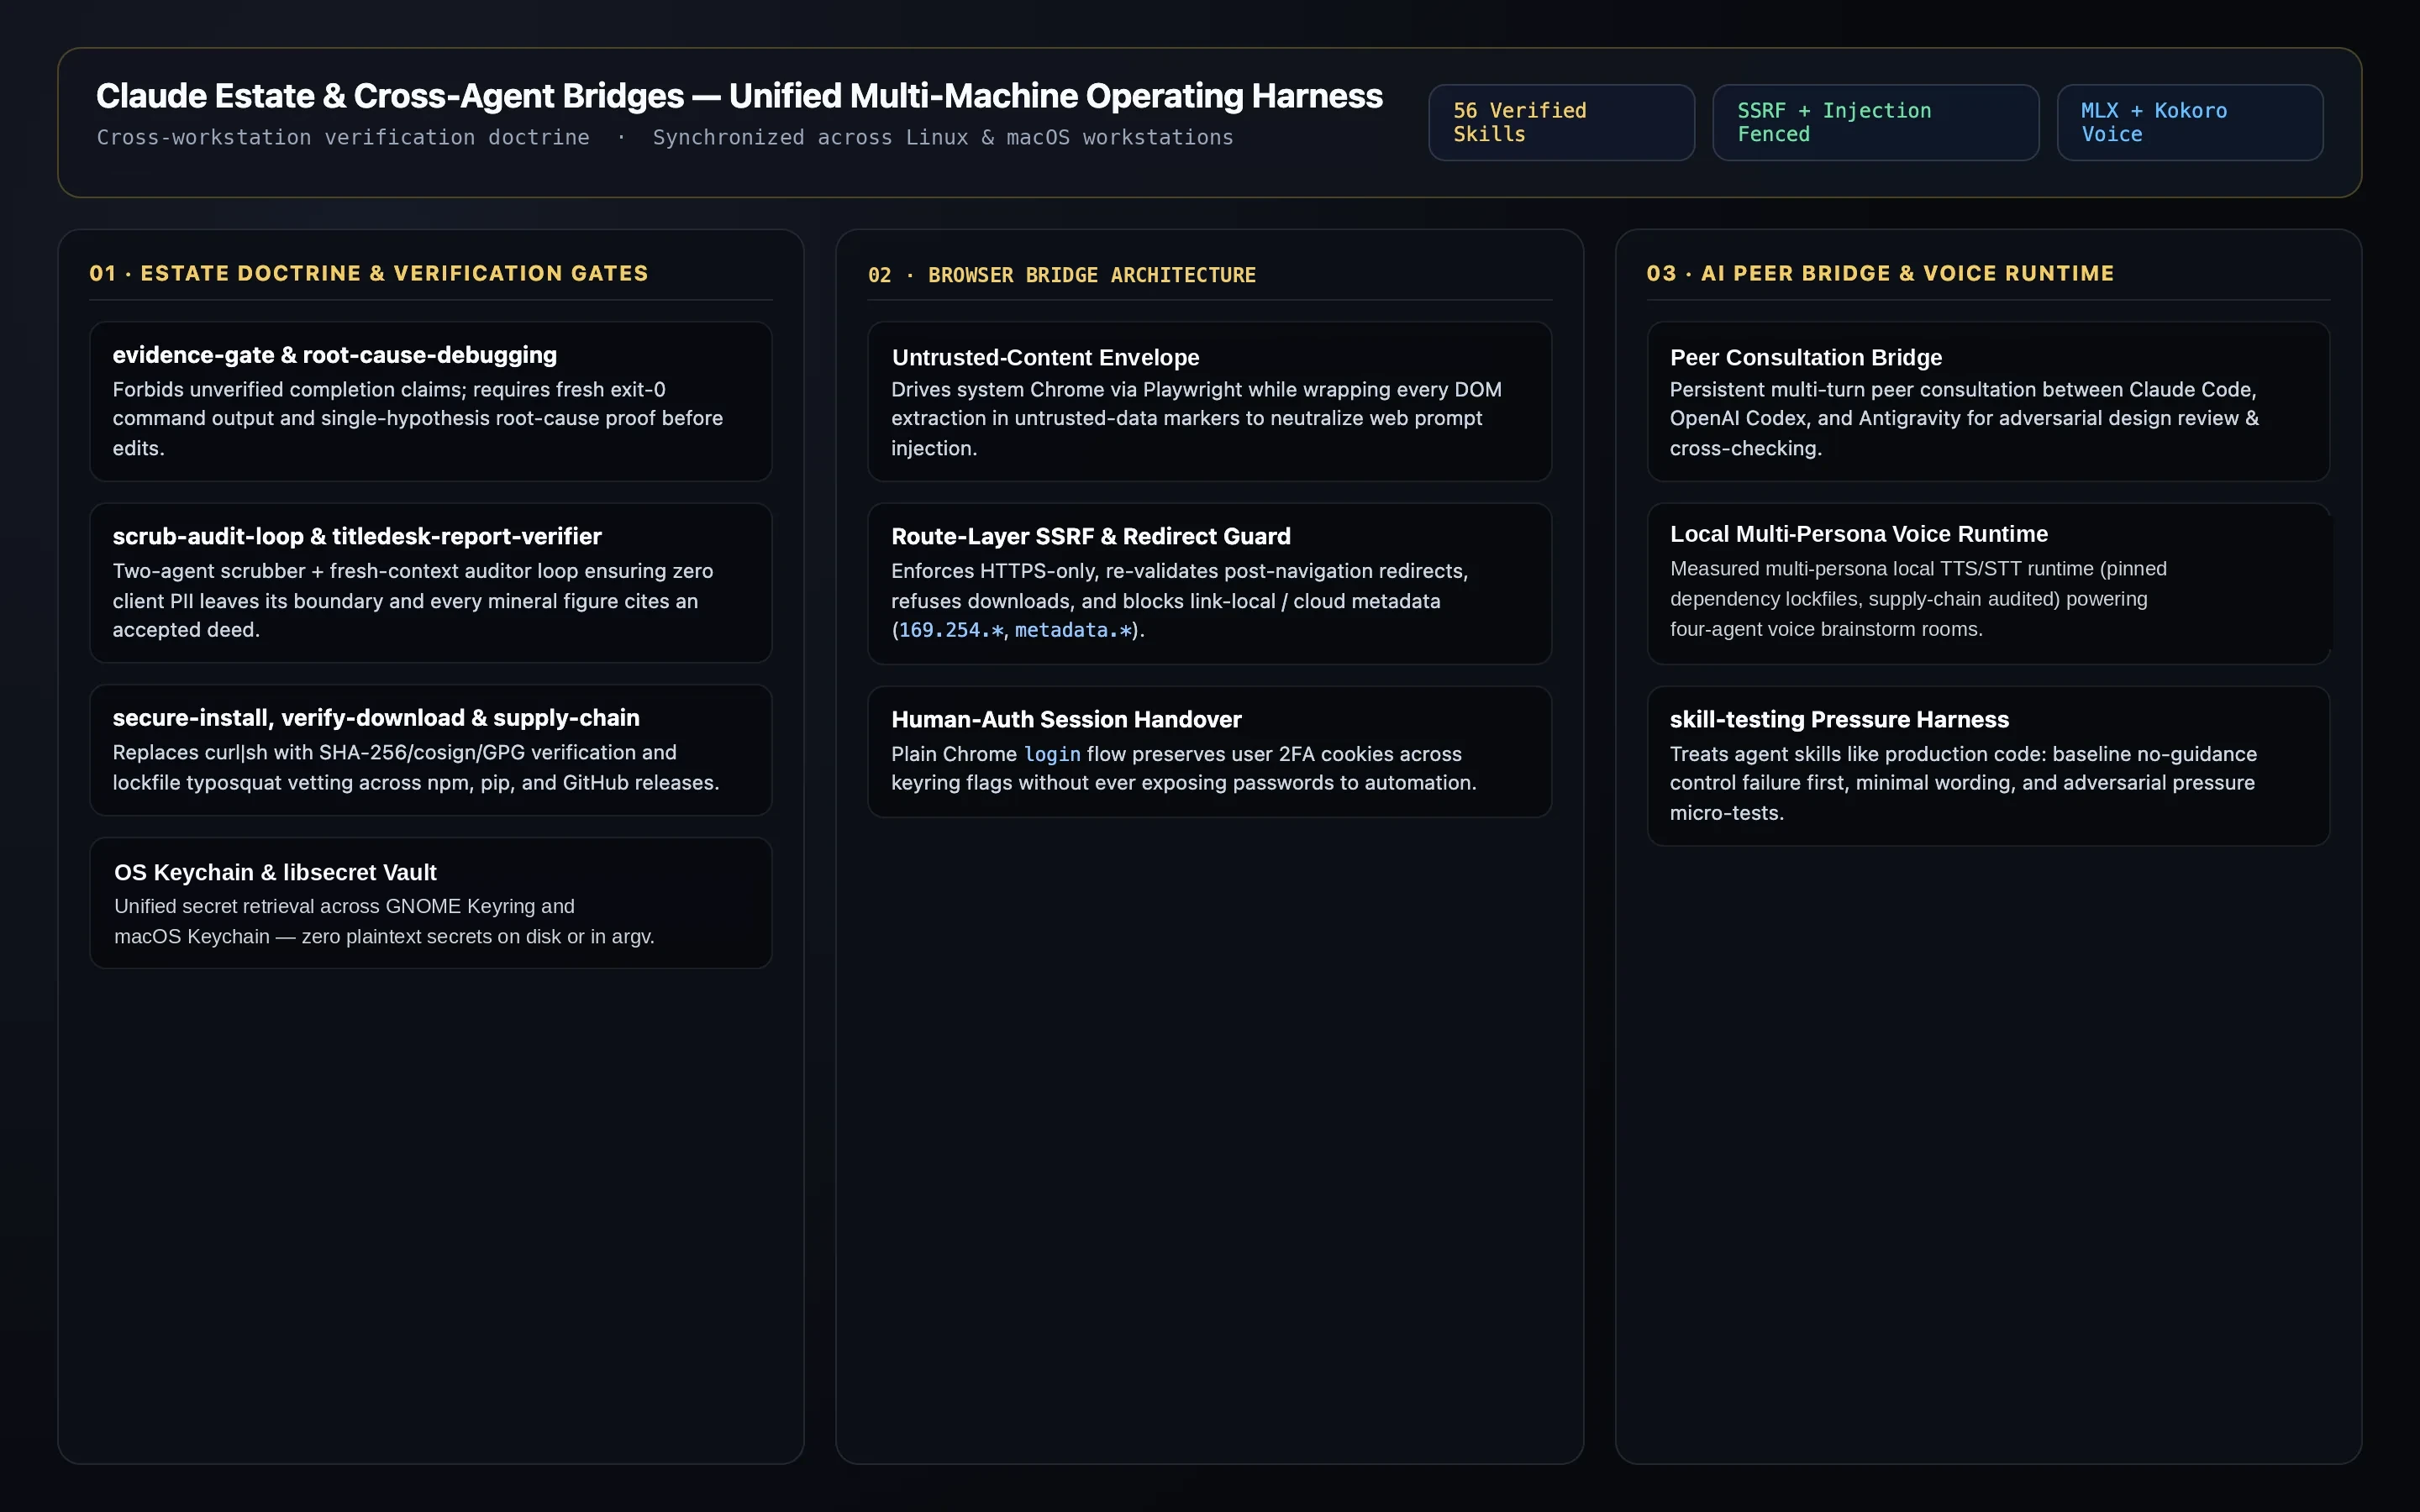 Claude Estate & Cross-Agent Bridges — Unified Multi-Machine Operating Harness
Cross-workstation verification doctrine · Synchronized across Linux & macOS workstations
56 Verified
Skills
SSRF + Injection
Fenced
MLX + Kokoro
Voice
01 · ESTATE DOCTRINE & VERIFICATION GATES
evidence-gate & root-cause-debugging
Forbids unverified completion claims; requires fresh exit-0
command output and single-hypothesis root-cause proof before
edits.
scrub-audit-loop & titledesk-report-verifier
Two-agent scrubber + fresh-context auditor loop ensuring zero
client PII leaves its boundary and every mineral figure cites an
accepted deed.
secure-install, verify-download & supply-chain
Replaces curl|sh with SHA-256/cosign/GPG verification and
lockfile typosquat vetting across npm, pip, and GitHub releases.
OS Keychain & libsecret Vault
Unified secret retrieval across GNOME Keyring and
macOS Keychain — zero plaintext secrets on disk or in argv.
02 · BROWSER BRIDGE ARCHITECTURE
Untrusted-Content Envelope
Drives system Chrome via Playwright while wrapping every DOM
extraction in untrusted-data markers to neutralize web prompt
injection.
Route-Layer SSRF & Redirect Guard
Enforces HTTPS-only, re-validates post-navigation redirects,
refuses downloads, and blocks link-local / cloud metadata
(169.254.*, metadata.*).
Human-Auth Session Handover
Plain Chrome login flow preserves user 2FA cookies across
keyring flags without ever exposing passwords to automation.
03 · AI PEER BRIDGE & VOICE RUNTIME
Peer Consultation Bridge
Persistent multi-turn peer consultation between Claude Code,
OpenAI Codex, and Antigravity for adversarial design review &
cross-checking.
Local Multi-Persona Voice Runtime
Measured multi-persona local TTS/STT runtime (pinned
dependency lockfiles, supply-chain audited) powering
four-agent voice brainstorm rooms.
skill-testing Pressure Harness
Treats agent skills like production code: baseline no-guidance
control failure first, minimal wording, and adversarial pressure
micro-tests.